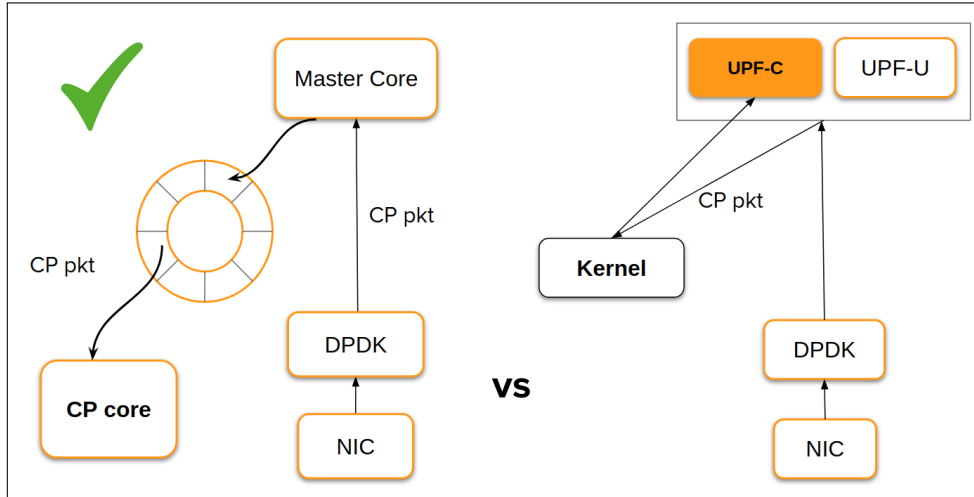 Master Core
CP pkt
CP pkt
CP core
DPDK
NIC
vs
UPF-C
UPF-U
CP pkt
Kernel
DPDK
NIC